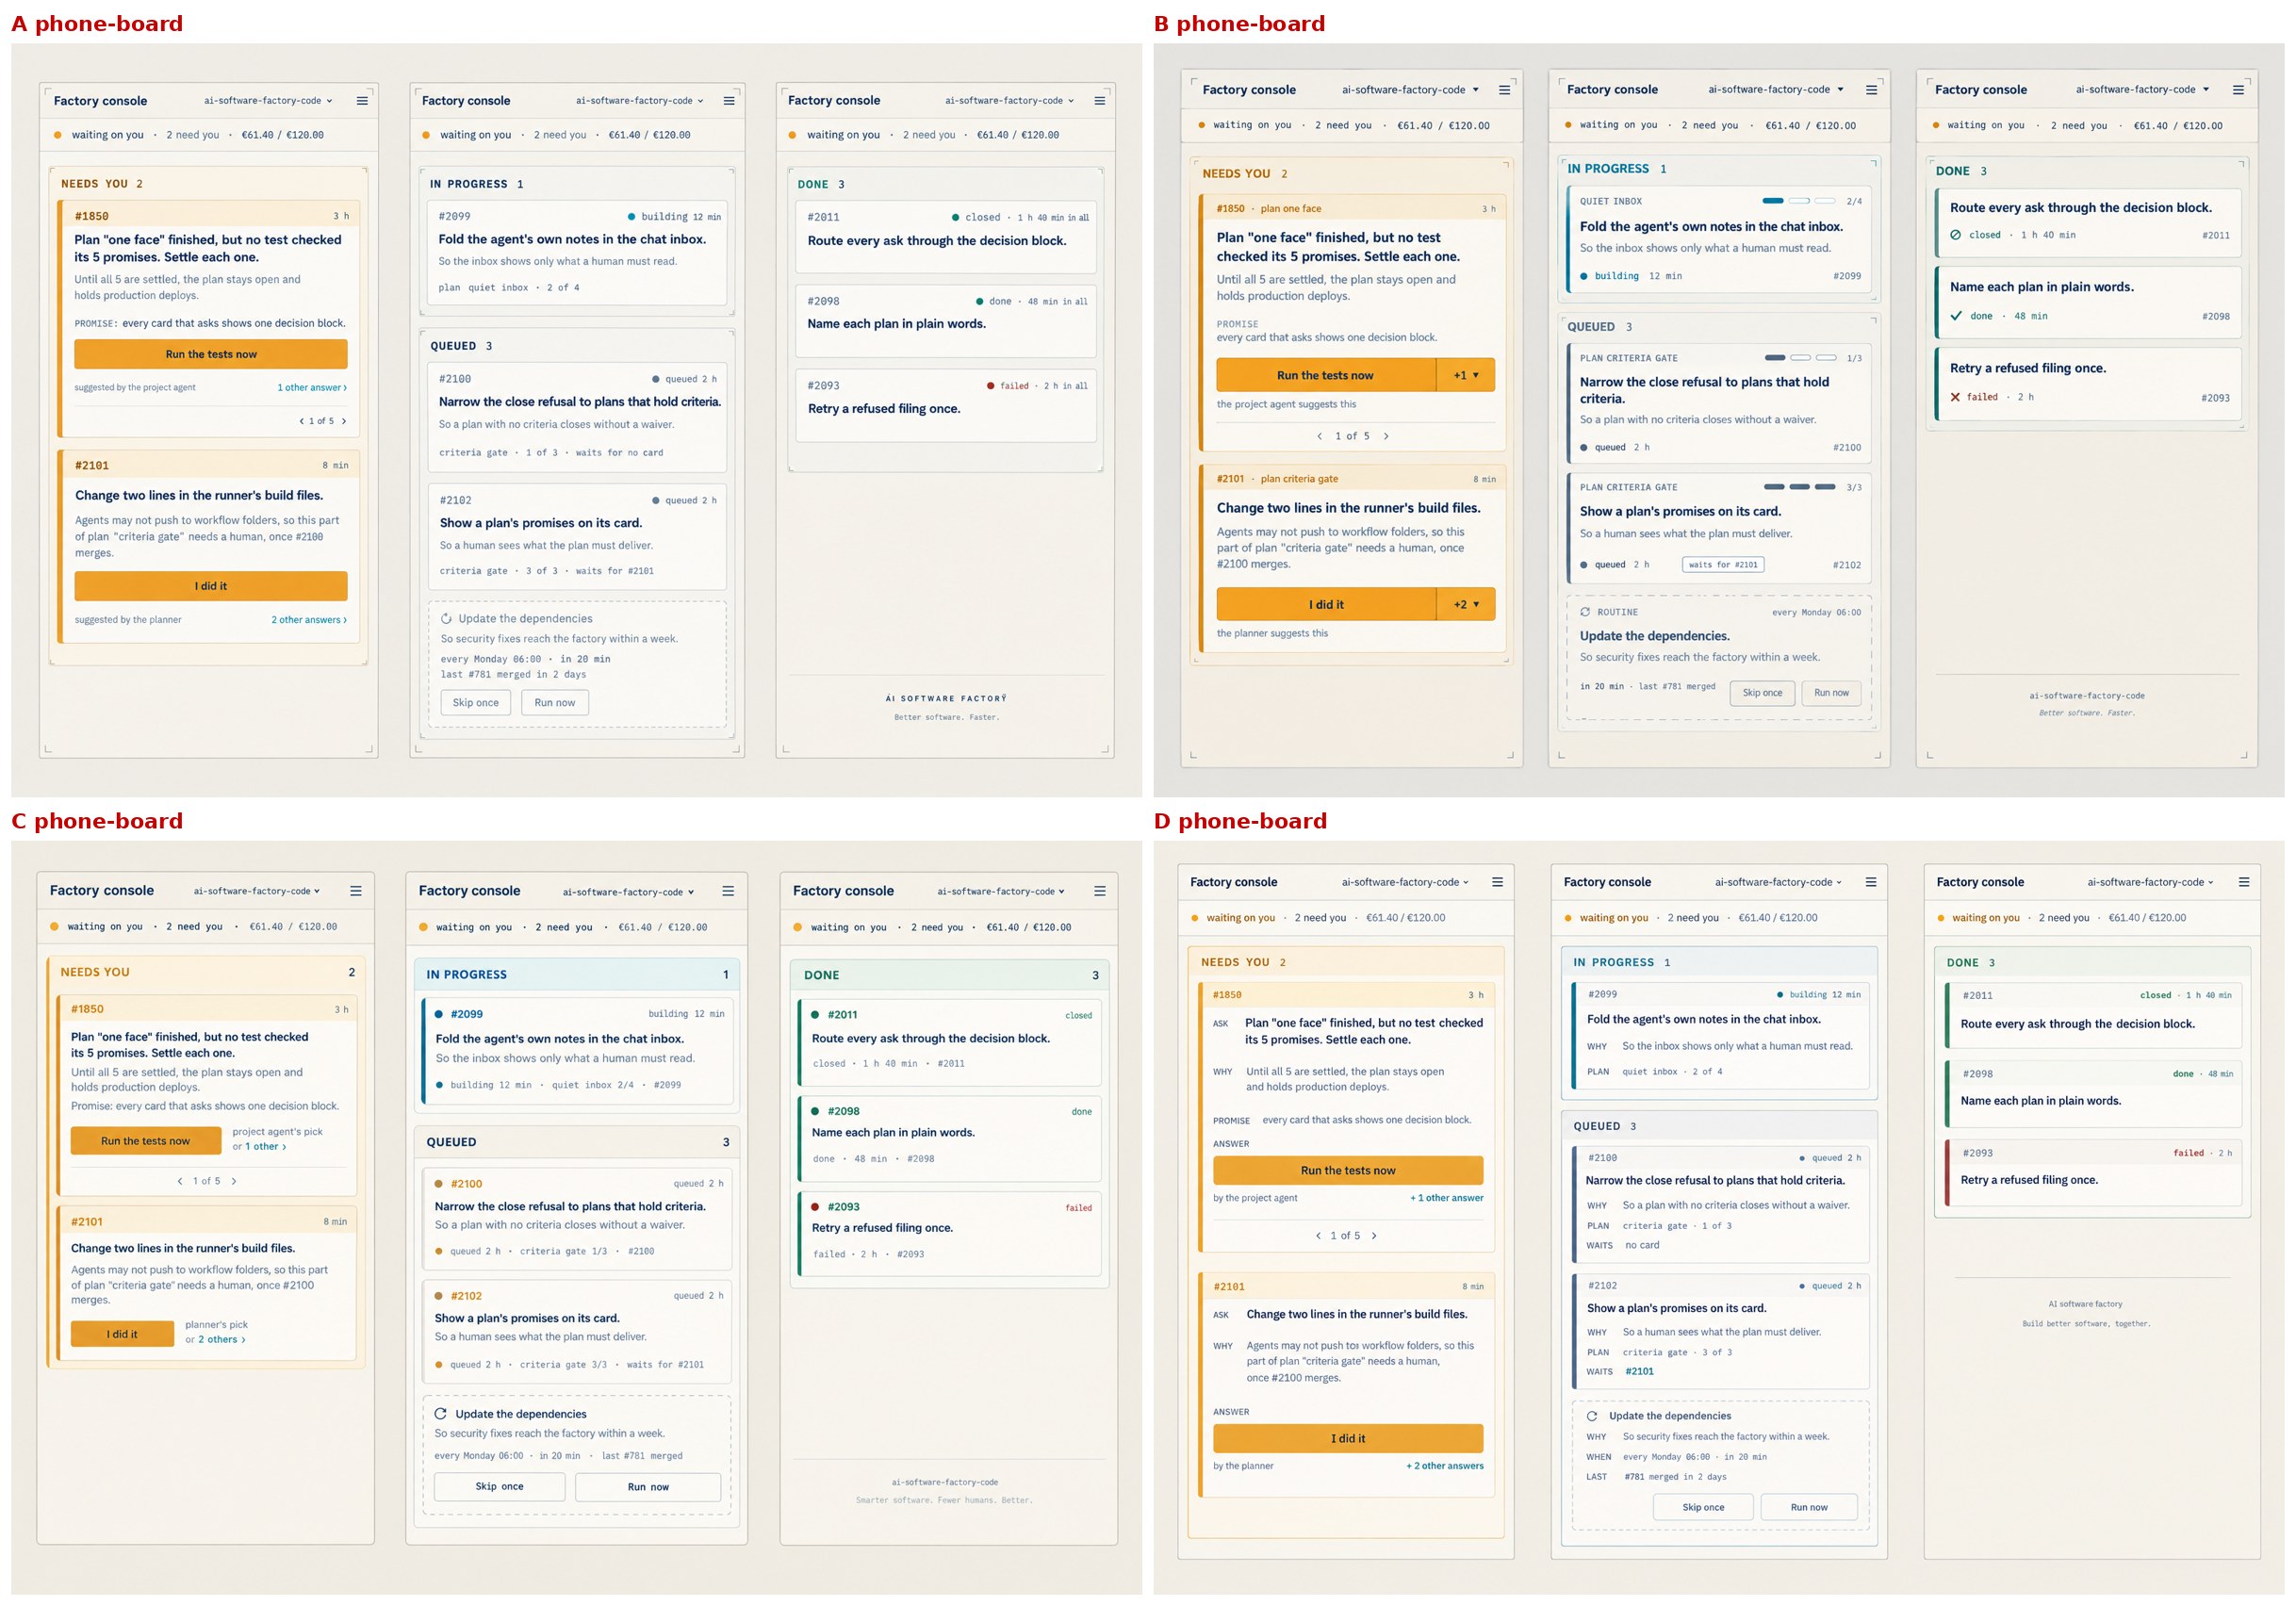 A phone-board
Factory console ai-software-factory-code
waiting on you · 2 need you · €61.40 / €120.00
NEEDS YOU 2
#1850 3 h
Plan "one face" finished, but no test checked
its 5 promises. Settle each one.
Until all 5 are settled, the plan stays open and
holds production deploys.
PROMISE: every card that asks shows one decision block.
Run the tests now
suggested by the project agent 1 other answer ›
‹ 1 of 5 ›
#2101 8 min
Change two lines in the runner's build files.
Agents may not push to workflow folders, so this part
of plan "criteria gate" needs a human, once #2100
merges.
I did it
suggested by the planner 2 other answers ›
Factory console ai-software-factory-code
waiting on you · 2 need you · €61.40 / €120.00
IN PROGRESS 1
#2099 building 12 min
Fold the agent's own notes in the chat inbox.
So the inbox shows only what a human must read.
plan quiet inbox · 2 of 4
QUEUED 3
#2100 queued 2 h
Narrow the close refusal to plans that hold criteria.
So a plan with no criteria closes without a waiver.
criteria gate · 1 of 3 · waits for no card
#2102 queued 2 h
Show a plan's promises on its card.
So a human sees what the plan must deliver.
criteria gate · 3 of 3 · waits for #2101
Update the dependencies
So security fixes reach the factory within a week.
every Monday 06:00 · in 20 min
last #781 merged in 2 days
Skip once Run now
Factory console ai-software-factory-code
waiting on you · 2 need you · €61.40 / €120.00
DONE 3
#2011 closed · 1 h 40 min in all
Route every ask through the decision block.
#2098 done · 48 min in all
Name each plan in plain words.
#2093 failed · 2 h in all
Retry a refused filing once.
AI SOFTWARE FACTORY
Better software. Faster.
B phone-board
Factory console ai-software-factory-code
waiting on you · 2 need you · €61.40 / €120.00
NEEDS YOU 2
#1850 · plan one face 3 h
Plan "one face" finished, but no test
checked its 5 promises. Settle each one.
Until all 5 are settled, the plan stays open and
holds production deploys.
PROMISE
every card that asks shows one decision block.
Run the tests now +1
the project agent suggests this
‹ 1 of 5 ›
#2101 · plan criteria gate 8 min
Change two lines in the runner's build files.
Agents may not push to workflow folders, so this
part of plan "criteria gate" needs a human, once
#2100 merges.
I did it +2
the planner suggests this
Factory console ai-software-factory-code
waiting on you · 2 need you · €61.40 / €120.00
IN PROGRESS 1
QUIET INBOX 2/4
Fold the agent's own notes in the chat inbox.
So the inbox shows only what a human must read.
building 12 min #2099
QUEUED 3
PLAN CRITERIA GATE 1/3
Narrow the close refusal to plans that hold
criteria.
So a plan with no criteria closes without a waiver.
queued 2 h #2100
PLAN CRITERIA GATE 3/3
Show a plan's promises on its card.
So a human sees what the plan must deliver.
queued 2 h waits for #2101 #2102
ROUTINE every Monday 06:00
Update the dependencies.
So security fixes reach the factory within a week.
in 20 min · last #781 merged Skip once Run now
Factory console ai-software-factory-code
waiting on you · 2 need you · €61.40 / €120.00
DONE 3
Route every ask through the decision block.
closed · 1 h 40 min #2011
Name each plan in plain words.
done · 48 min #2098
Retry a refused filing once.
failed · 2 h #2093
ai-software-factory-code
Better software. Faster.
C phone-board
Factory console ai-software-factory-code
waiting on you · 2 need you · €61.40 / €120.00
NEEDS YOU 2
#1850 3 h
Plan "one face" finished, but no test checked
its 5 promises. Settle each one.
Until all 5 are settled, the plan stays open and
holds production deploys.
Promise: every card that asks shows one decision block.
Run the tests now project agent's pick
or 1 other ›
‹ 1 of 5 ›
#2101 8 min
Change two lines in the runner's build files.
Agents may not push to workflow folders, so this part
of plan "criteria gate" needs a human, once #2100
merges.
I did it planner's pick
or 2 others ›
Factory console ai-software-factory-code
waiting on you · 2 need you · €61.40 / €120.00
IN PROGRESS 1
#2099 building 12 min
Fold the agent's own notes in the chat inbox.
So the inbox shows only what a human must read.
building 12 min · quiet inbox 2/4 · #2099
QUEUED 3
#2100 queued 2 h
Narrow the close refusal to plans that hold criteria.
So a plan with no criteria closes without a waiver.
queued 2 h · criteria gate 1/3 · #2100
#2102 queued 2 h
Show a plan's promises on its card.
So a human sees what the plan must deliver.
queued 2 h · criteria gate 3/3 · waits for #2101
Update the dependencies
So security fixes reach the factory within a week.
every Monday 06:00 · in 20 min · last #781 merged
Skip once Run now
Factory console ai-software-factory-code
waiting on you · 2 need you · €61.40 / €120.00
DONE 3
#2011 closed
Route every ask through the decision block.
closed · 1 h 40 min · #2011
#2098 done
Name each plan in plain words.
done · 48 min · #2098
#2093 failed
Retry a refused filing once.
failed · 2 h · #2093
ai-software-factory-code
Smarter software. Fewer humans. Better.
D phone-board
Factory console ai-software-factory-code
waiting on you · 2 need you · €61.40 / €120.00
NEEDS YOU 2
#1850 3 h
ASK Plan "one face" finished, but no test checked
its 5 promises. Settle each one.
WHY Until all 5 are settled, the plan stays open
and holds production deploys.
PROMISE every card that asks shows one decision block.
ANSWER
Run the tests now
by the project agent + 1 other answer
‹ 1 of 5 ›
#2101 8 min
ASK Change two lines in the runner's build files.
WHY Agents may not push to workflow folders, so this
part of plan "criteria gate" needs a human,
once #2100 merges.
ANSWER
I did it
by the planner + 2 other answers
Factory console ai-software-factory-code
waiting on you · 2 need you · €61.40 / €120.00
IN PROGRESS 1
#2099 building 12 min
Fold the agent's own notes in the chat inbox.
WHY So the inbox shows only what a human must read.
PLAN quiet inbox · 2 of 4
QUEUED 3
#2100 queued 2 h
Narrow the close refusal to plans that hold criteria.
WHY So a plan with no criteria closes without a waiver.
PLAN criteria gate · 1 of 3
WAITS no card
#2102 queued 2 h
Show a plan's promises on its card.
WHY So a human sees what the plan must deliver.
PLAN criteria gate · 3 of 3
WAITS #2101
Update the dependencies
WHY So security fixes reach the factory within a week.
WHEN every Monday 06:00 · in 20 min
LAST #781 merged in 2 days
Skip once Run now
Factory console ai-software-factory-code
waiting on you · 2 need you · €61.40 / €120.00
DONE 3
#2011 closed · 1 h 40 min
Route every ask through the decision block.
#2098 done · 48 min
Name each plan in plain words.
#2093 failed · 2 h
Retry a refused filing once.
AI software factory
Build better software, together.